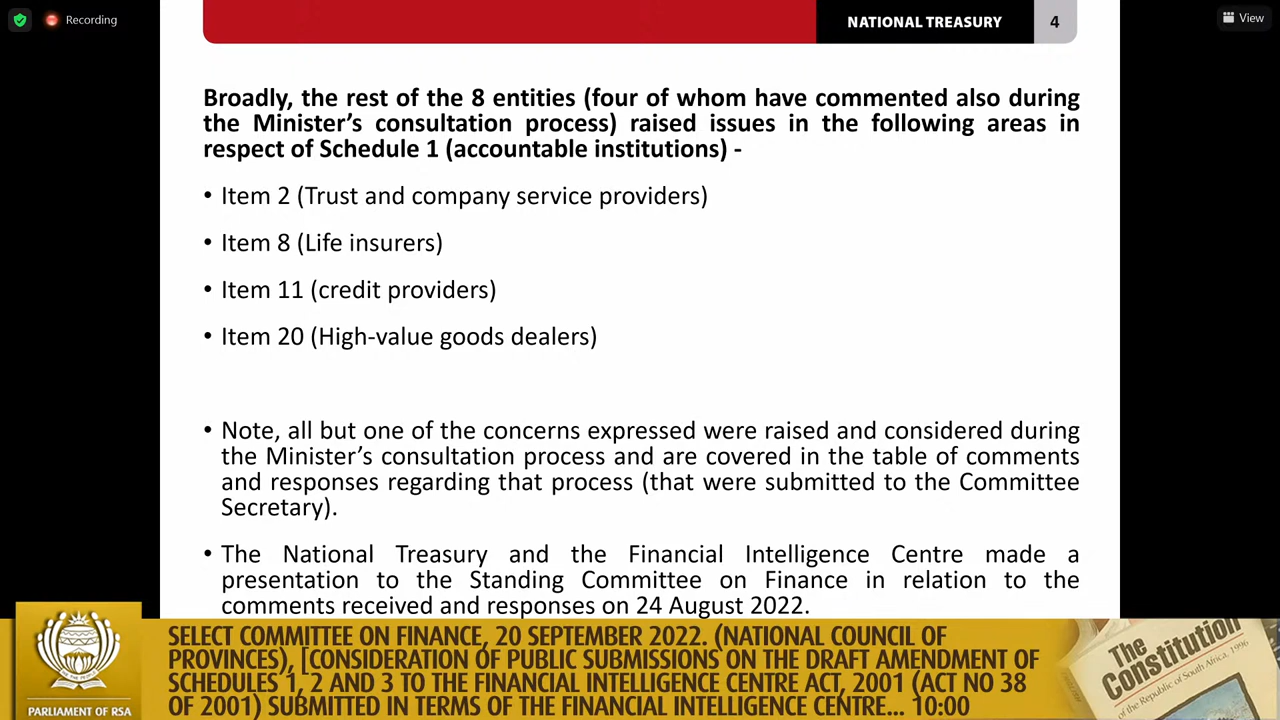 Recording
View
NATIONAL TREASURY 4
Broadly, the rest of the 8 entities (four of whom have commented also during
the Minister's consultation process) raised issues in the following areas in
respect of Schedule 1 (accountable institutions) -
• Item 2 (Trust and company service providers)
• Item 8 (Life insurers)
• Item 11 (credit providers)
• Item 20 (High-value goods dealers)
• Note, all but one of the concerns expressed were raised and considered during
the Minister's consultation process and are covered in the table of comments
and responses regarding that process (that were submitted to the Committee
Secretary).
• The National Treasury and the Financial Intelligence Centre made a
presentation to the Standing Committee on Finance in relation to the
comments received and responses on 24 August 2022.
SELECT COMMITTEE ON FINANCE, 20 SEPTEMBER 2022. (NATIONAL COUNCIL OF
PROVINCES), [CONSIDERATION OF PUBLIC SUBMISSIONS ON THE DRAFT AMENDMENT OF
SCHEDULES 1, 2 AND 3 TO THE FINANCIAL INTELLIGENCE CENTRE ACT, 2001 (ACT NO 38
OF 2001) SUBMITTED IN TERMS OF THE FINANCIAL INTELLIGENCE CENTRE... 10:00
PARLIAMENT OF RSA
The
Constitution
of the Republic of South Africa, 1996